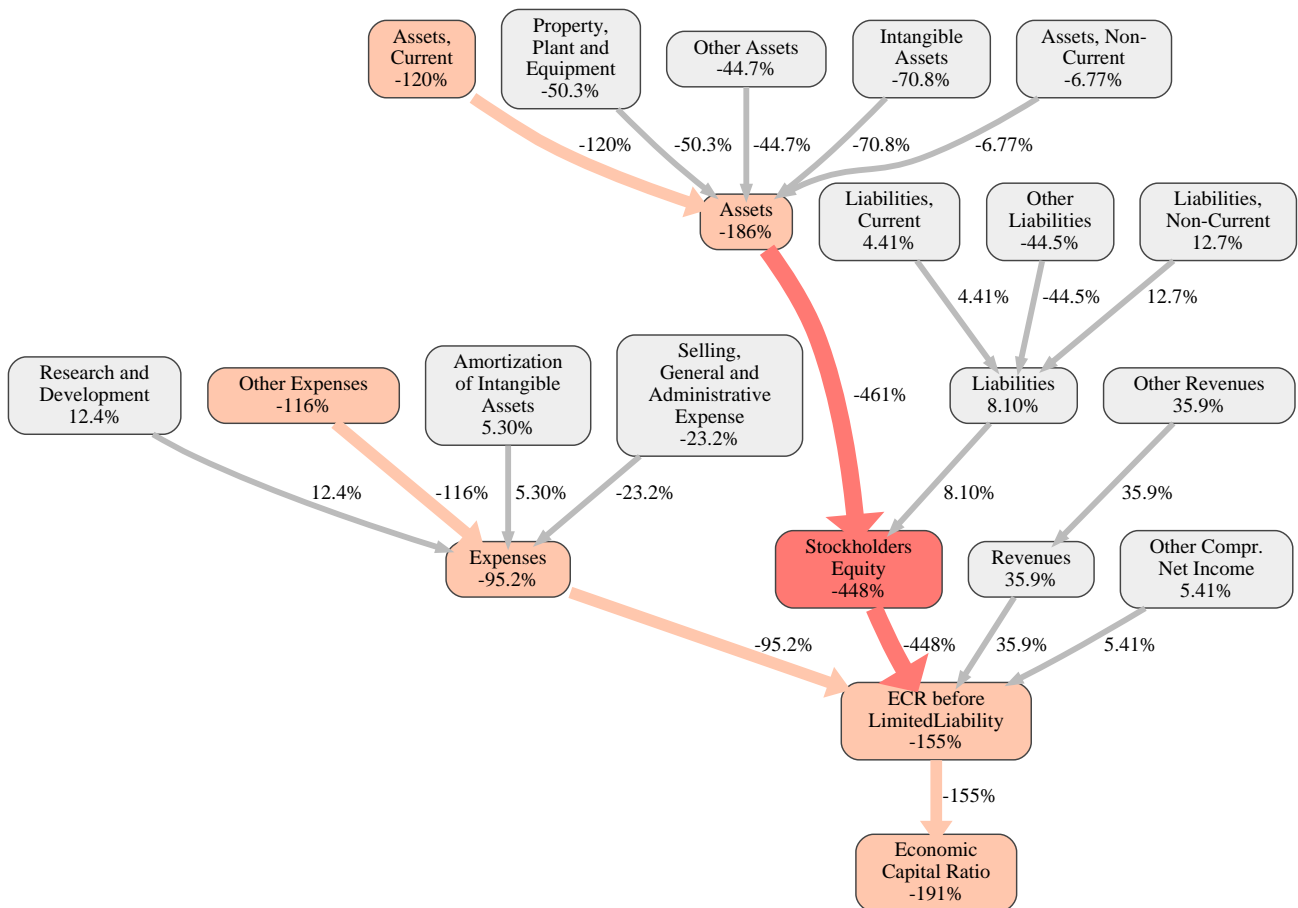 Assets,
Current
-120%
Property,
Plant and
Equipment
-50.3%
Other Assets
-44.7%
Intangible
Assets
-70.8%
Assets, Non-
Current
-6.77%
-120%
-50.3%
-44.7%
-70.8%
-6.77%
Assets
-186%
Liabilities,
Current
4.41%
Other
Liabilities
-44.5%
Liabilities,
Non-Current
12.7%
4.41%
-44.5%
12.7%
Research and
Development
12.4%
Other Expenses
-116%
Amortization
of Intangible
Assets
5.30%
Selling,
General and
Administrative
Expense
-23.2%
-461%
Liabilities
8.10%
Other Revenues
35.9%
12.4%
-116%
5.30%
-23.2%
8.10%
35.9%
Expenses
-95.2%
Stockholders
Equity
-448%
Revenues
35.9%
Other Compr.
Net Income
5.41%
-95.2%
-448%
35.9%
5.41%
ECR before
LimitedLiability
-155%
-155%
Economic
Capital Ratio
-191%